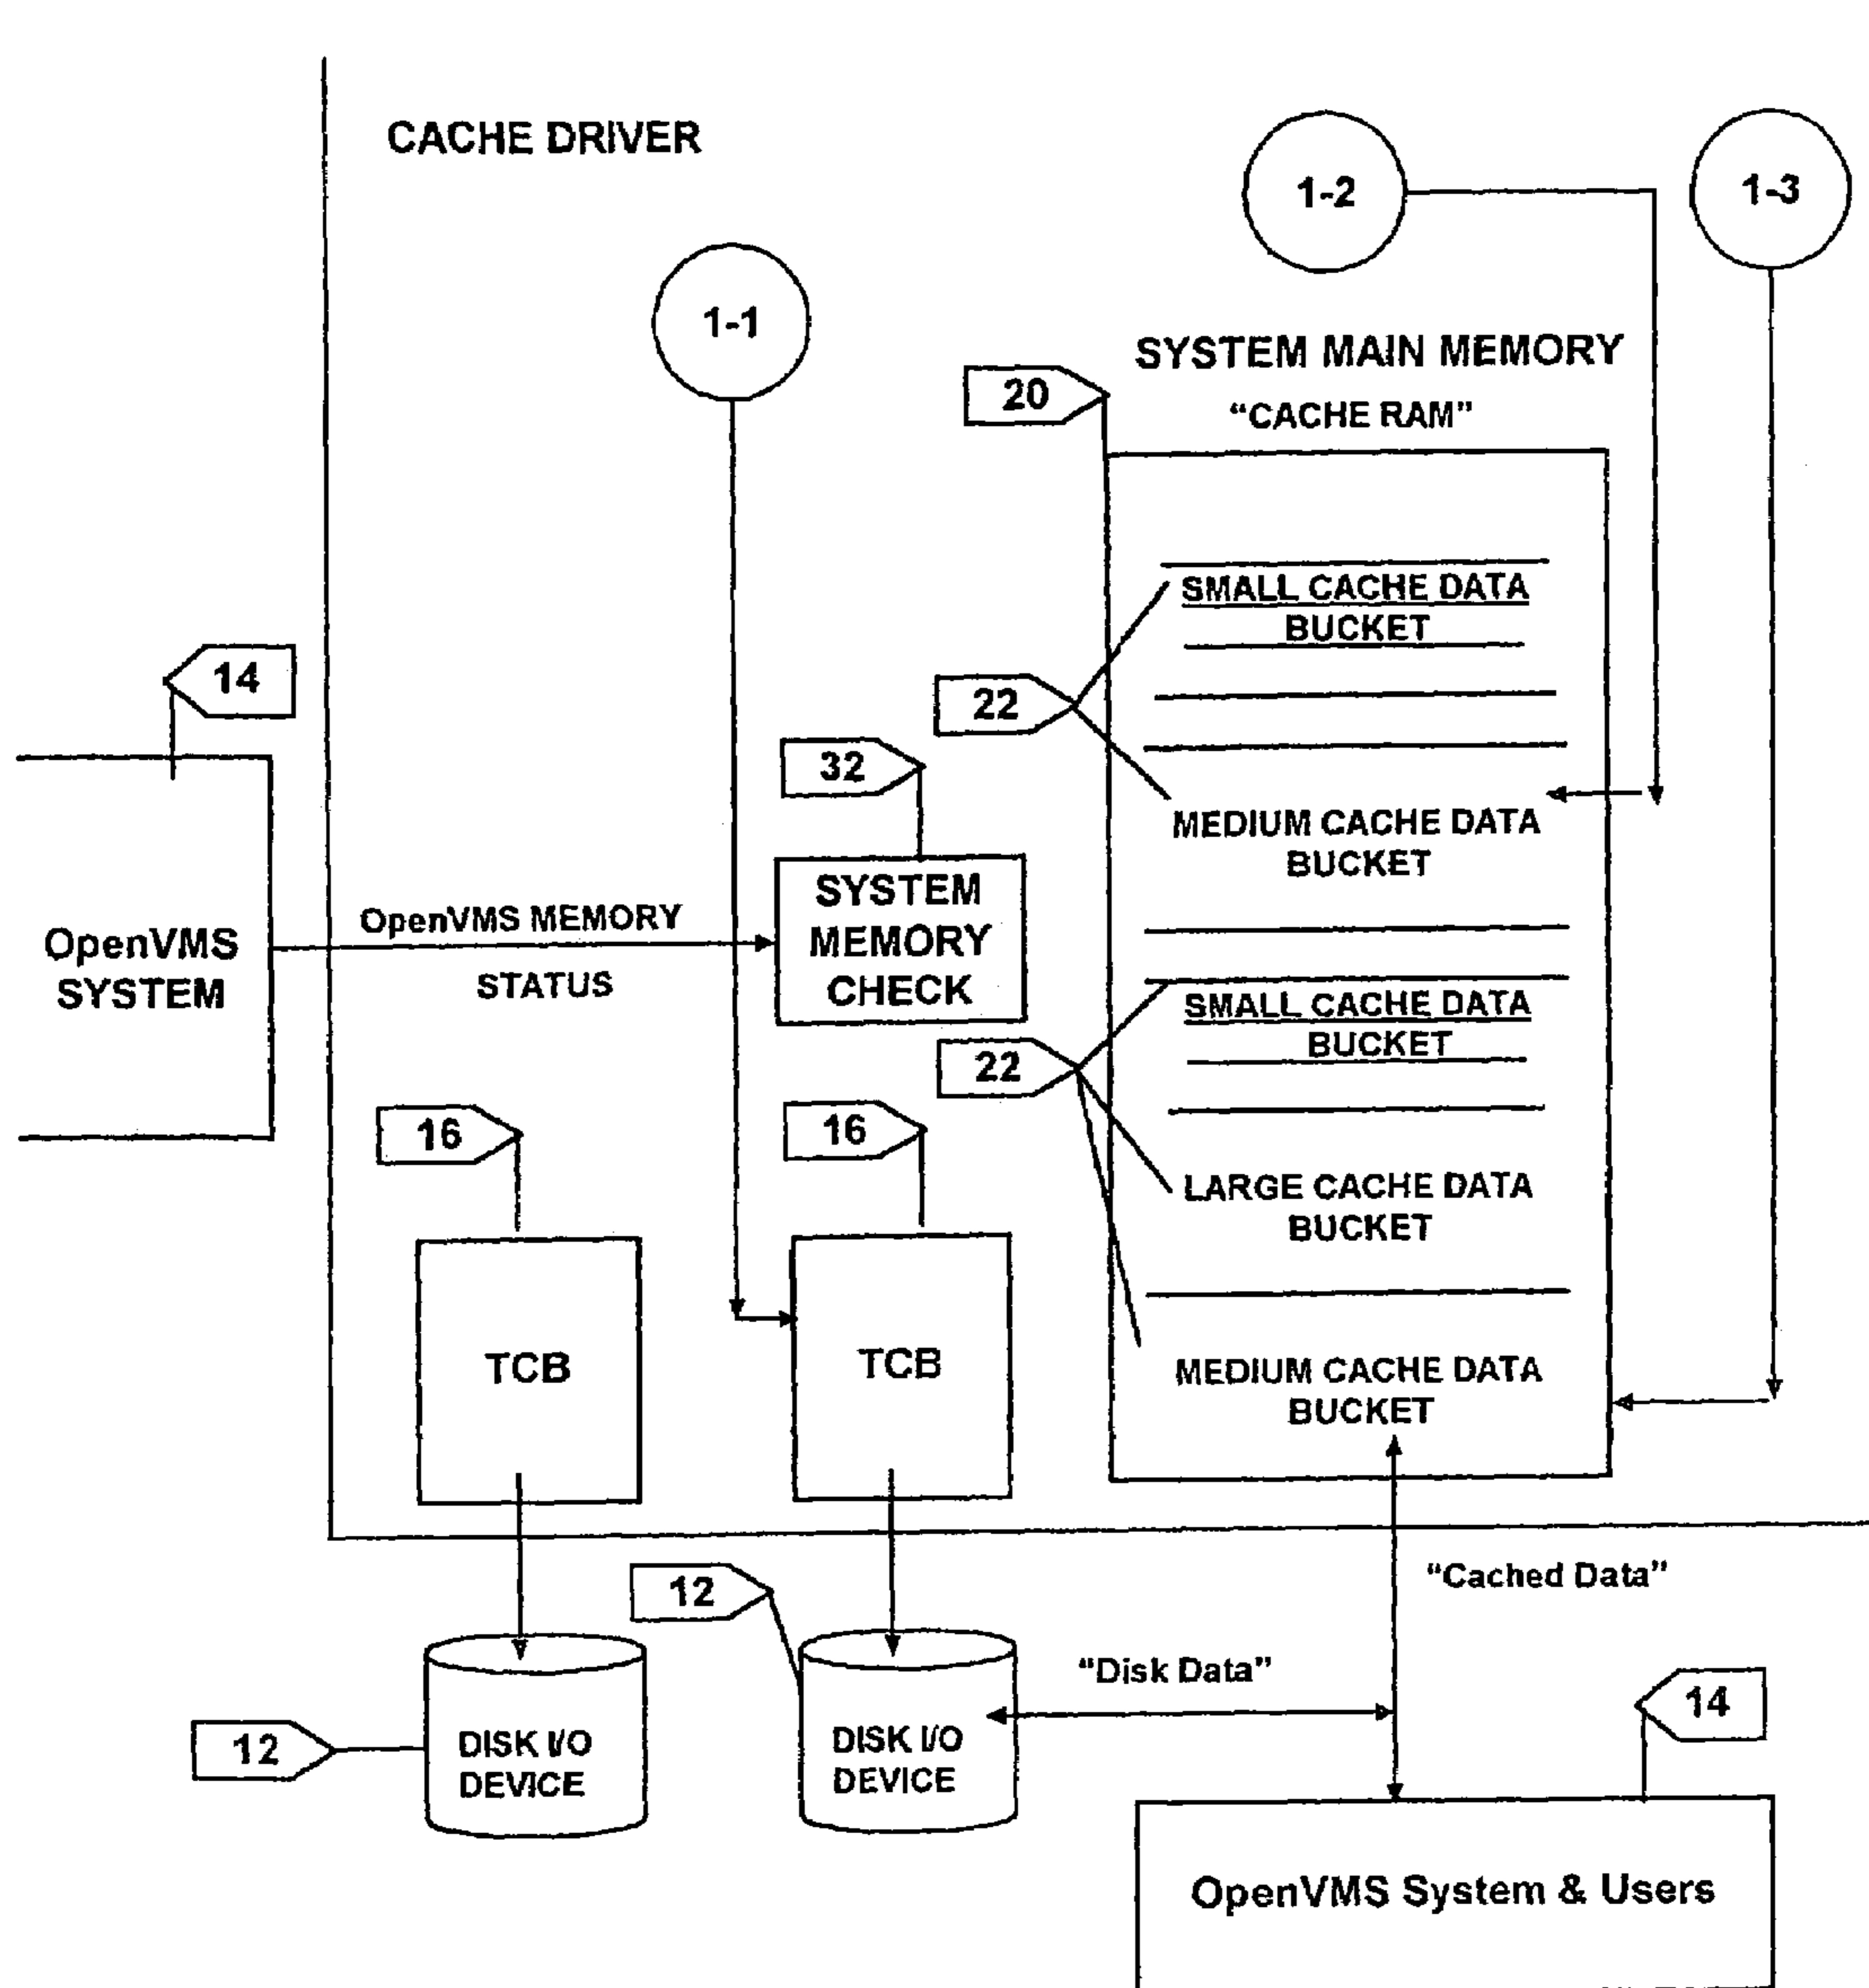 CACHE DRIVER
1-2
1-3
1-1
SYSTEM MAIN MEMORY
20
“CACHE RAM”
SMALL CACHE DATA
BUCKET
14
22
32
MEDIUM CACHE DATA
BUCKET
SYSTEM
MEMORY
CHECK
OpenVMS MEMORY
STATUS
OpenVMS
SYSTEM
SMALL CACHE DATA
BUCKET
22
16
16
LARGE CACHE DATA
BUCKET
TCB
TCB
MEDIUM CACHE DATA
BUCKET
“Cached Data”
12
“Disk Data”
14
12
DISK I/O
DEVICE
DISK I/O
DEVICE
OpenVMS System & Users